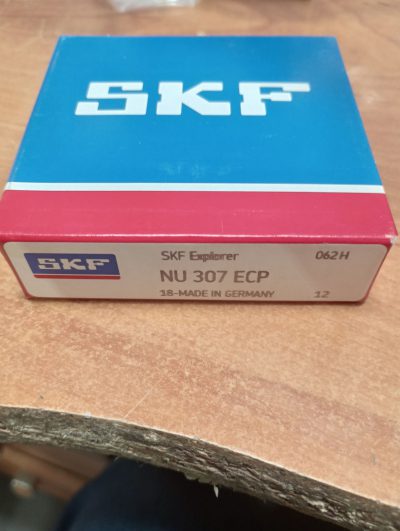 SKF
SKF
SKF Explorer 062H
NU 307 ECP
18-MADE IN GERMANY 12